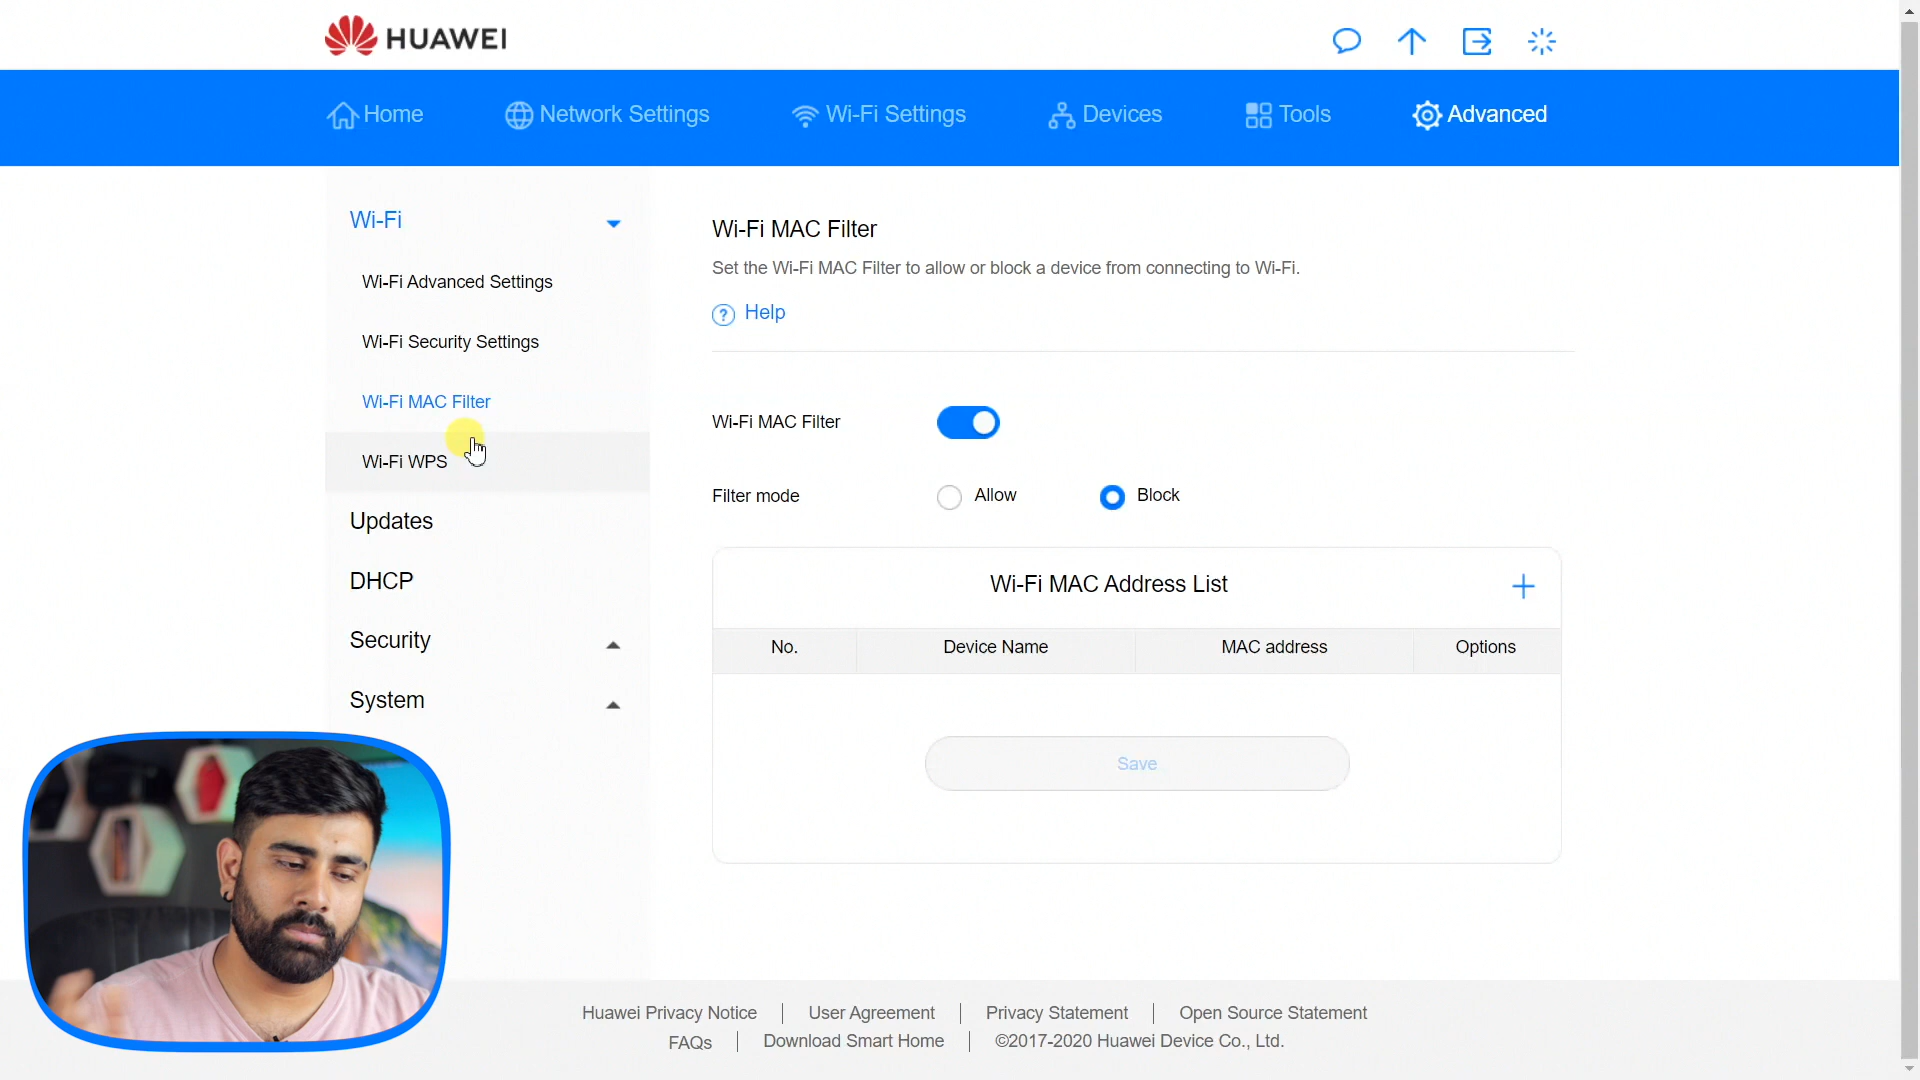 HUAWEI
Home
Network Settings
Wi-Fi Settings
Devices
Tools
Advanced
Wi-Fi
Wi-Fi Advanced Settings
Wi-Fi Security Settings
Wi-Fi MAC Filter
Wi-Fi WPS
Updates
DHCP
Security
System
Wi-Fi MAC Filter
Set the Wi-Fi MAC Filter to allow or block a device from connecting to Wi-Fi.
? Help
Wi-Fi MAC Filter
Filter mode
Allow
Block
Wi-Fi MAC Address List
No.
Device Name
MAC address
Options
Save
Huawei Privacy Notice | User Agreement | Privacy Statement | Open Source Statement
FAQs | Download Smart Home | ©2017-2020 Huawei Device Co., Ltd.